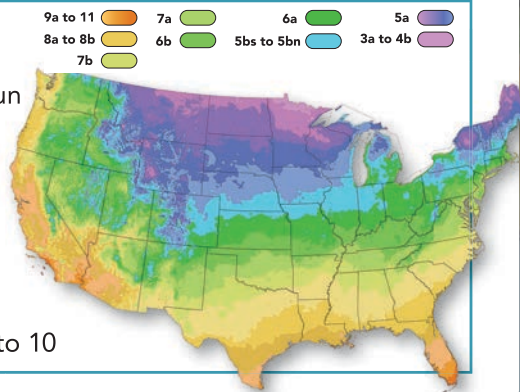 9a to 11 7a 6a 5a
8a to 8b 6b 5bs to 5bn 3a to 4b
7b
un
to 10